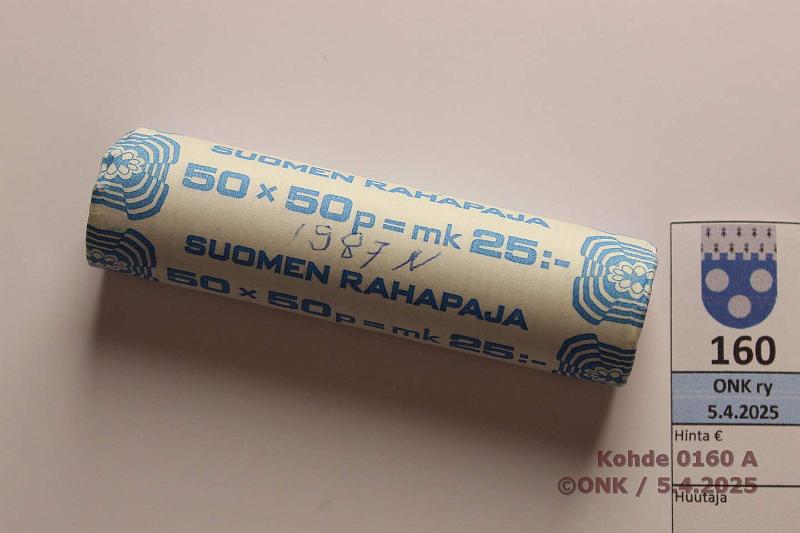 SUOMEN RAHAPAJA
50 x 50p = mk 25:-
1987 N
SUOMEN RAHAPAJA
50 x 50p = mk 25:-
160
ONK ry
5.4.2025
Hinta €
Huutaja
Kohde 0160 A
©ONK / 5.4.2025